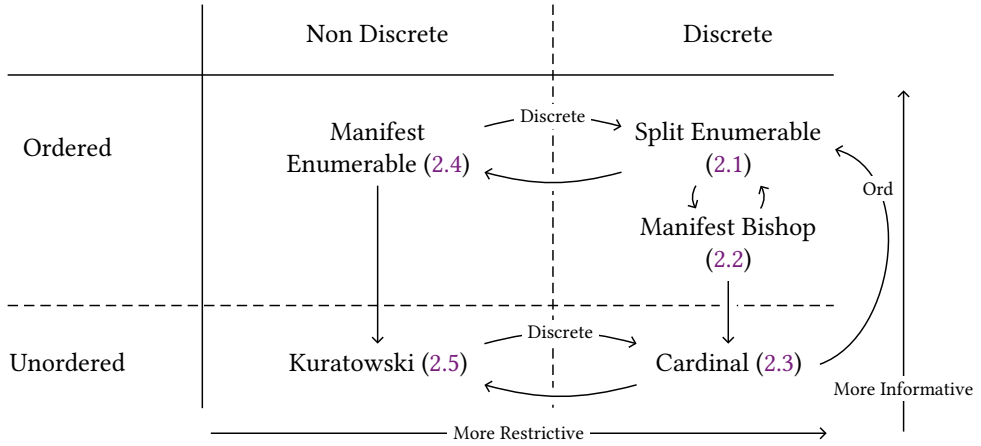 Non Discrete
Discrete
Ordered
Manifest
Enumerable (2.4)
Discrete
Split Enumerable
(2.1)
Ord
Manifest Bishop
(2.2)
Unordered
Kuratowski (2.5)
Discrete
Cardinal (2.3)
More Informative
More Restrictive